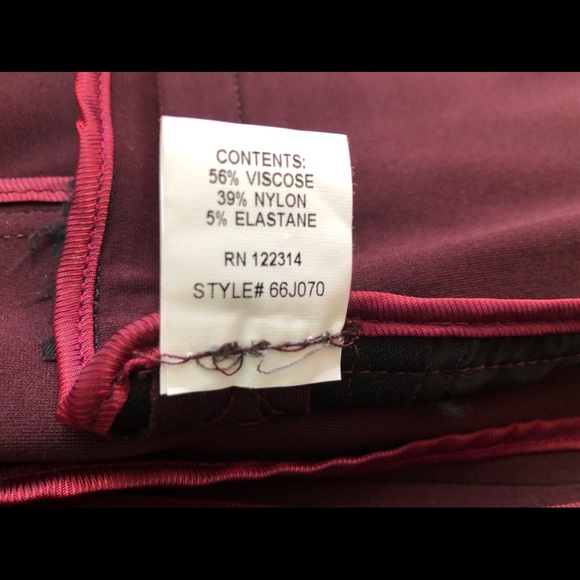 CONTENTS:
56% VISCOSE
39% NYLON
5% ELASTANE
RN 122314
STYLE# 66J070